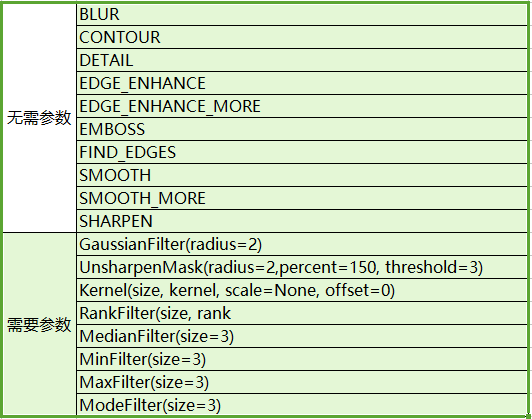 无需参数
BLUR
CONTOUR
DETAIL
EDGE_ENHANCE
EDGE_ENHANCE_MORE
EMBOSS
FIND_EDGES
SMOOTH
SMOOTH_MORE
SHARPEN
需要参数
GaussianFilter(radius=2)
UnsharpenMask(radius=2,percent=150, threshold=3)
Kernel(size, kernel, scale=None, offset=0)
RankFilter(size, rank
MedianFilter(size=3)
MinFilter(size=3)
MaxFilter(size=3)
ModeFilter(size=3)